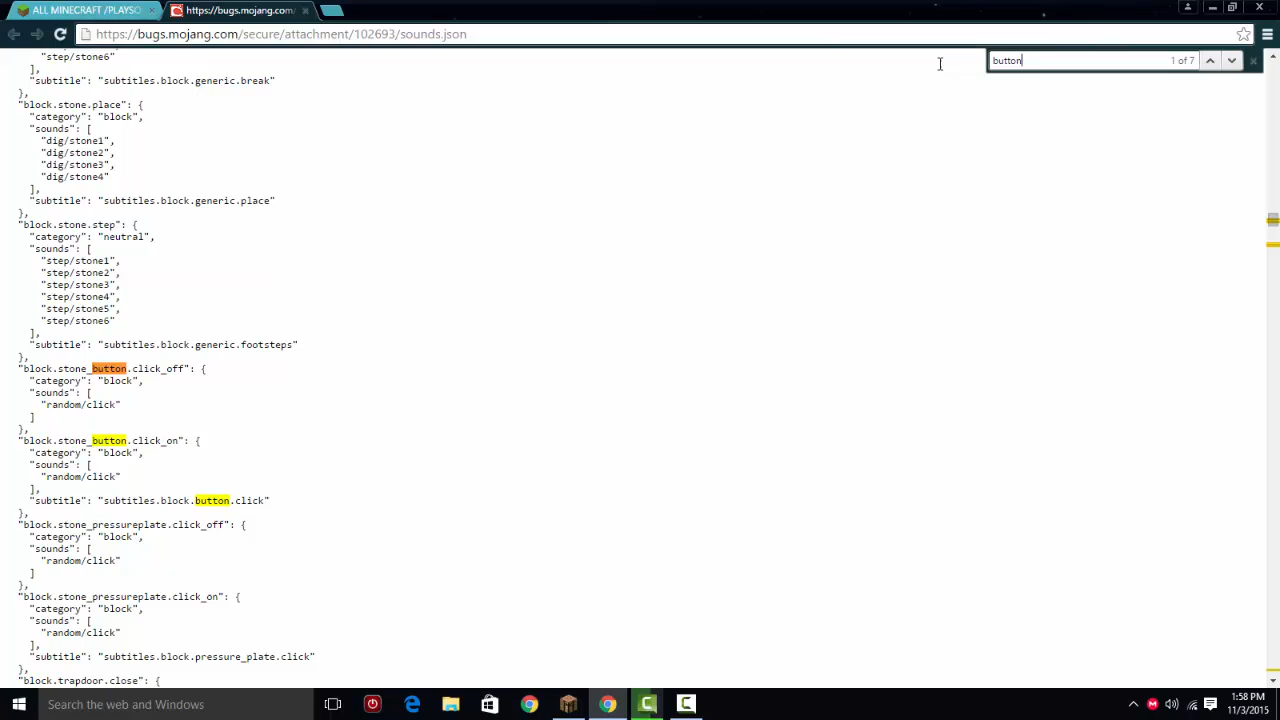 ALL MINECRAFT /PLAYSO
https://bugs.mojang.com/
https://bugs.mojang.com/secure/attachment/102693/sounds.json
button
1 of 7
"step/stone6"
],
"subtitle": "subtitles.block.generic.break"
},
"block.stone.place": {
"category": "block",
"sounds": [
"dig/stone1",
"dig/stone2",
"dig/stone3",
"dig/stone4"
],
"subtitle": "subtitles.block.generic.place"
},
"block.stone.step": {
"category": "neutral",
"sounds": [
"step/stone1",
"step/stone2",
"step/stone3",
"step/stone4",
"step/stone5",
"step/stone6"
],
"subtitle": "subtitles.block.generic.footsteps"
},
"block.stone_button.click_off": {
"category": "block",
"sounds": [
"random/click"
]
},
"block.stone_button.click_on": {
"category": "block",
"sounds": [
"random/click"
],
"subtitle": "subtitles.block.button.click"
},
"block.stone_pressureplate.click_off": {
"category": "block",
"sounds": [
"random/click"
]
},
"block.stone_pressureplate.click_on": {
"category": "block",
"sounds": [
"random/click"
],
"subtitle": "subtitles.block.pressure_plate.click"
},
"block.trapdoor.close": {
Search the web and Windows
1:58 PM
11/3/2015